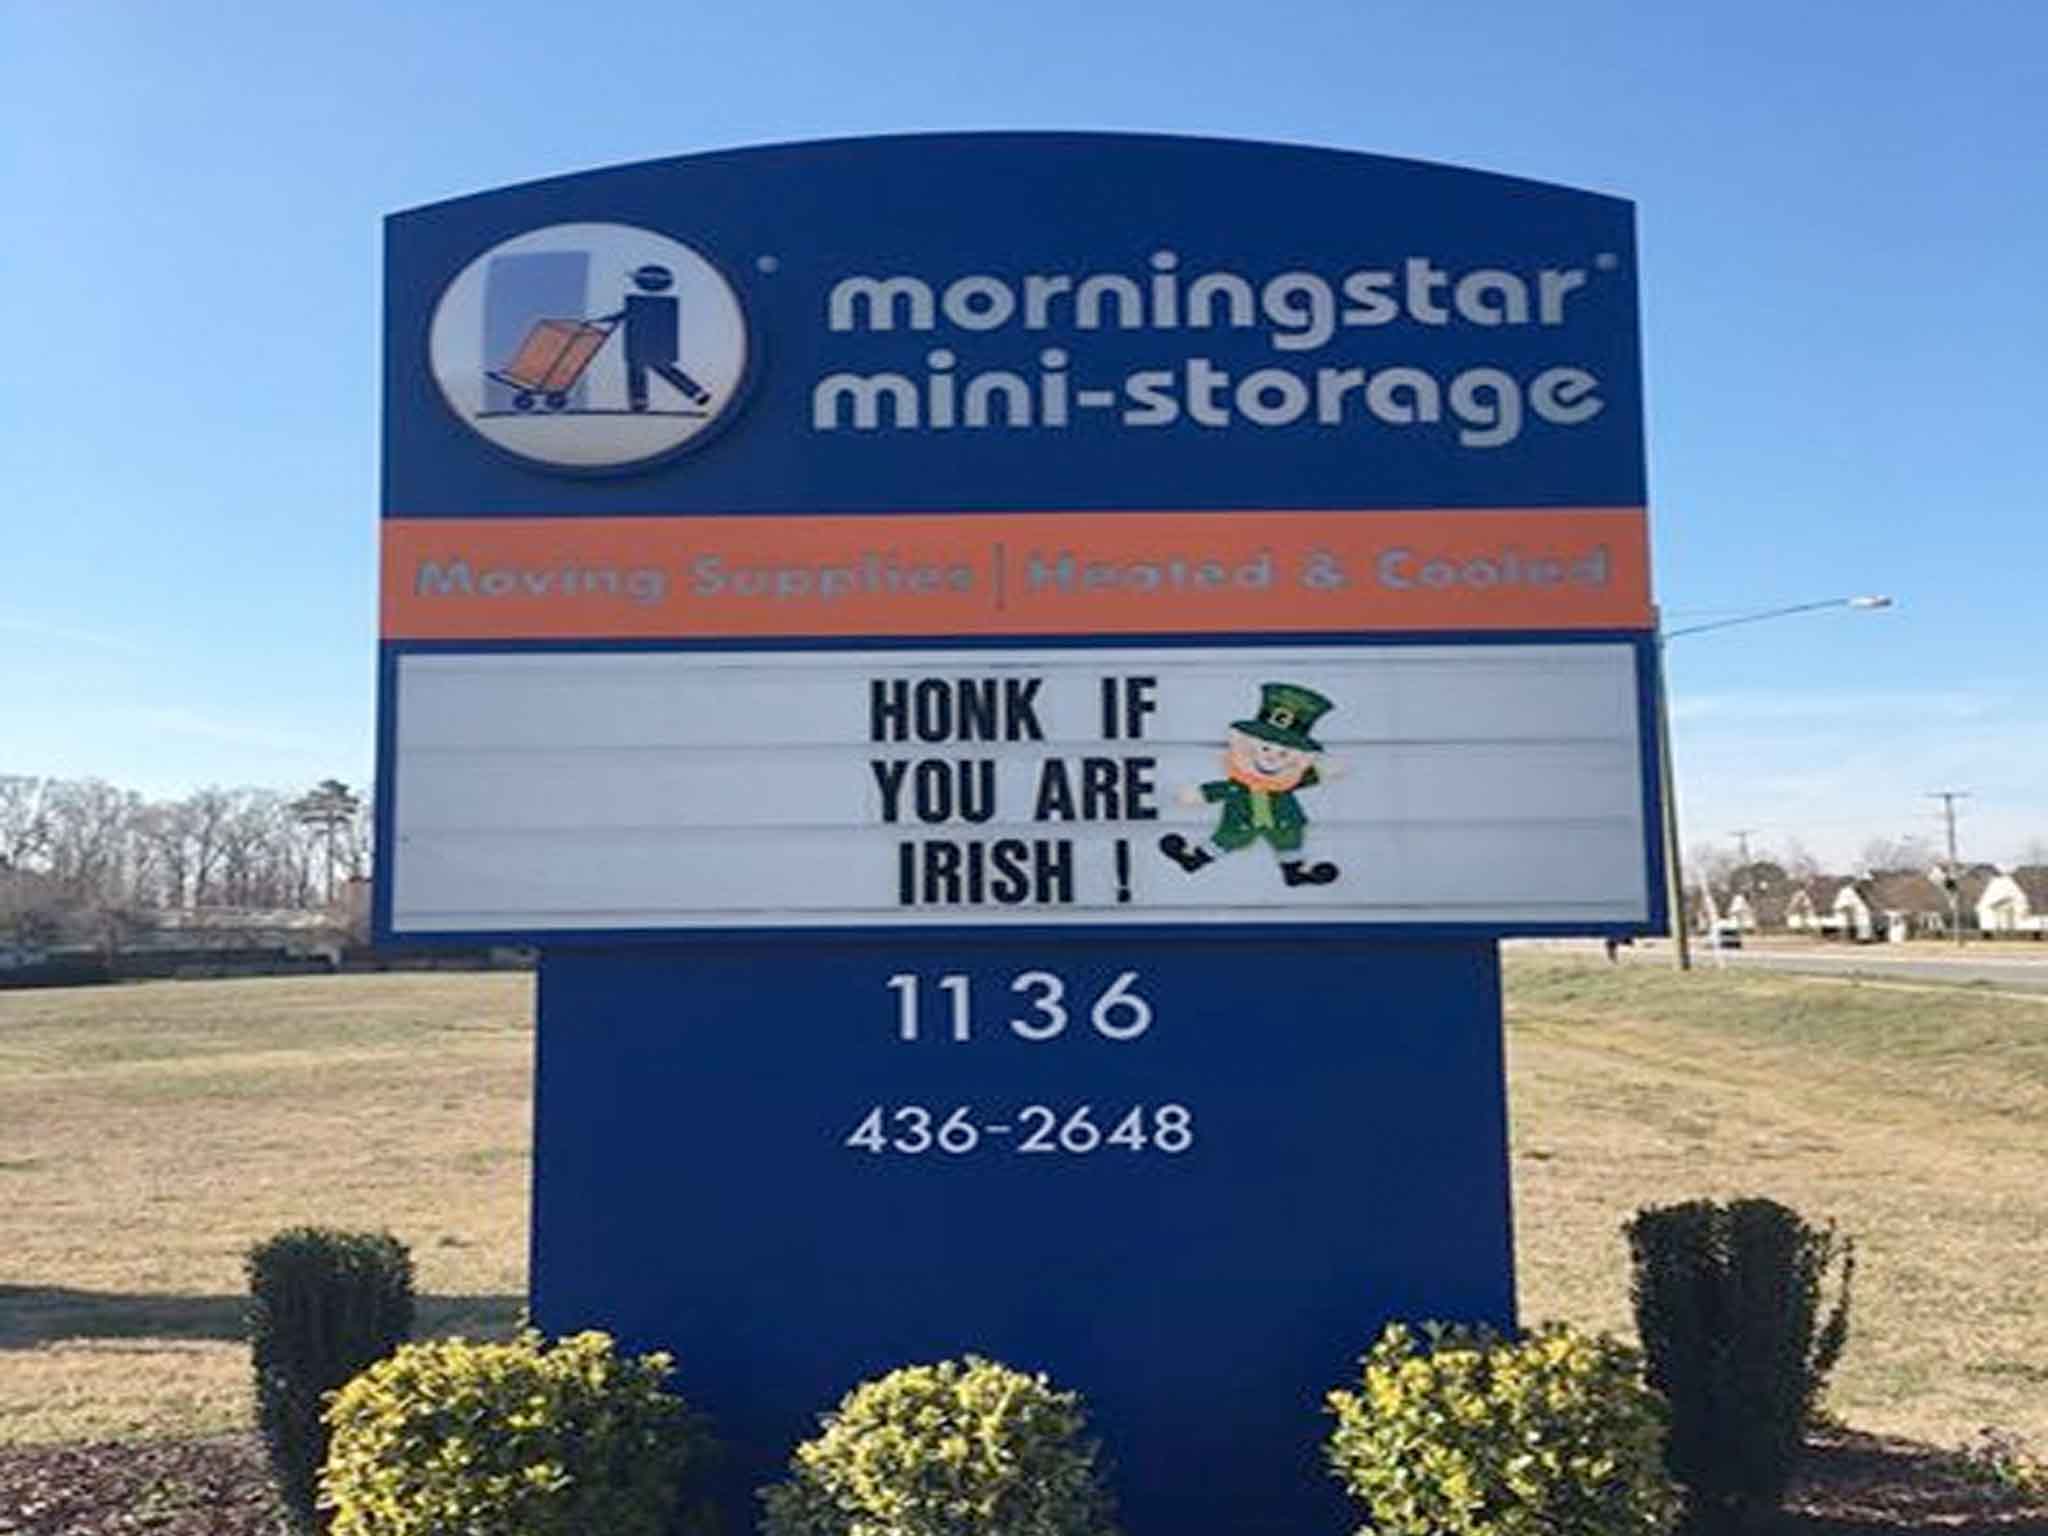 morningstar
mini-storage
Moving Supplies | Heated & Cooled
HONK IF
YOU ARE
IRISH !
1136
436-2648